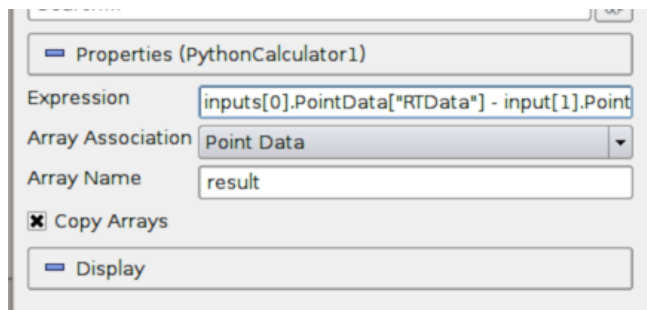 Properties (PythonCalculator1)
Expression inputs[0].PointData["RTData"] - input[1].Point
Array Association Point Data
Array Name result
Copy Arrays
Display